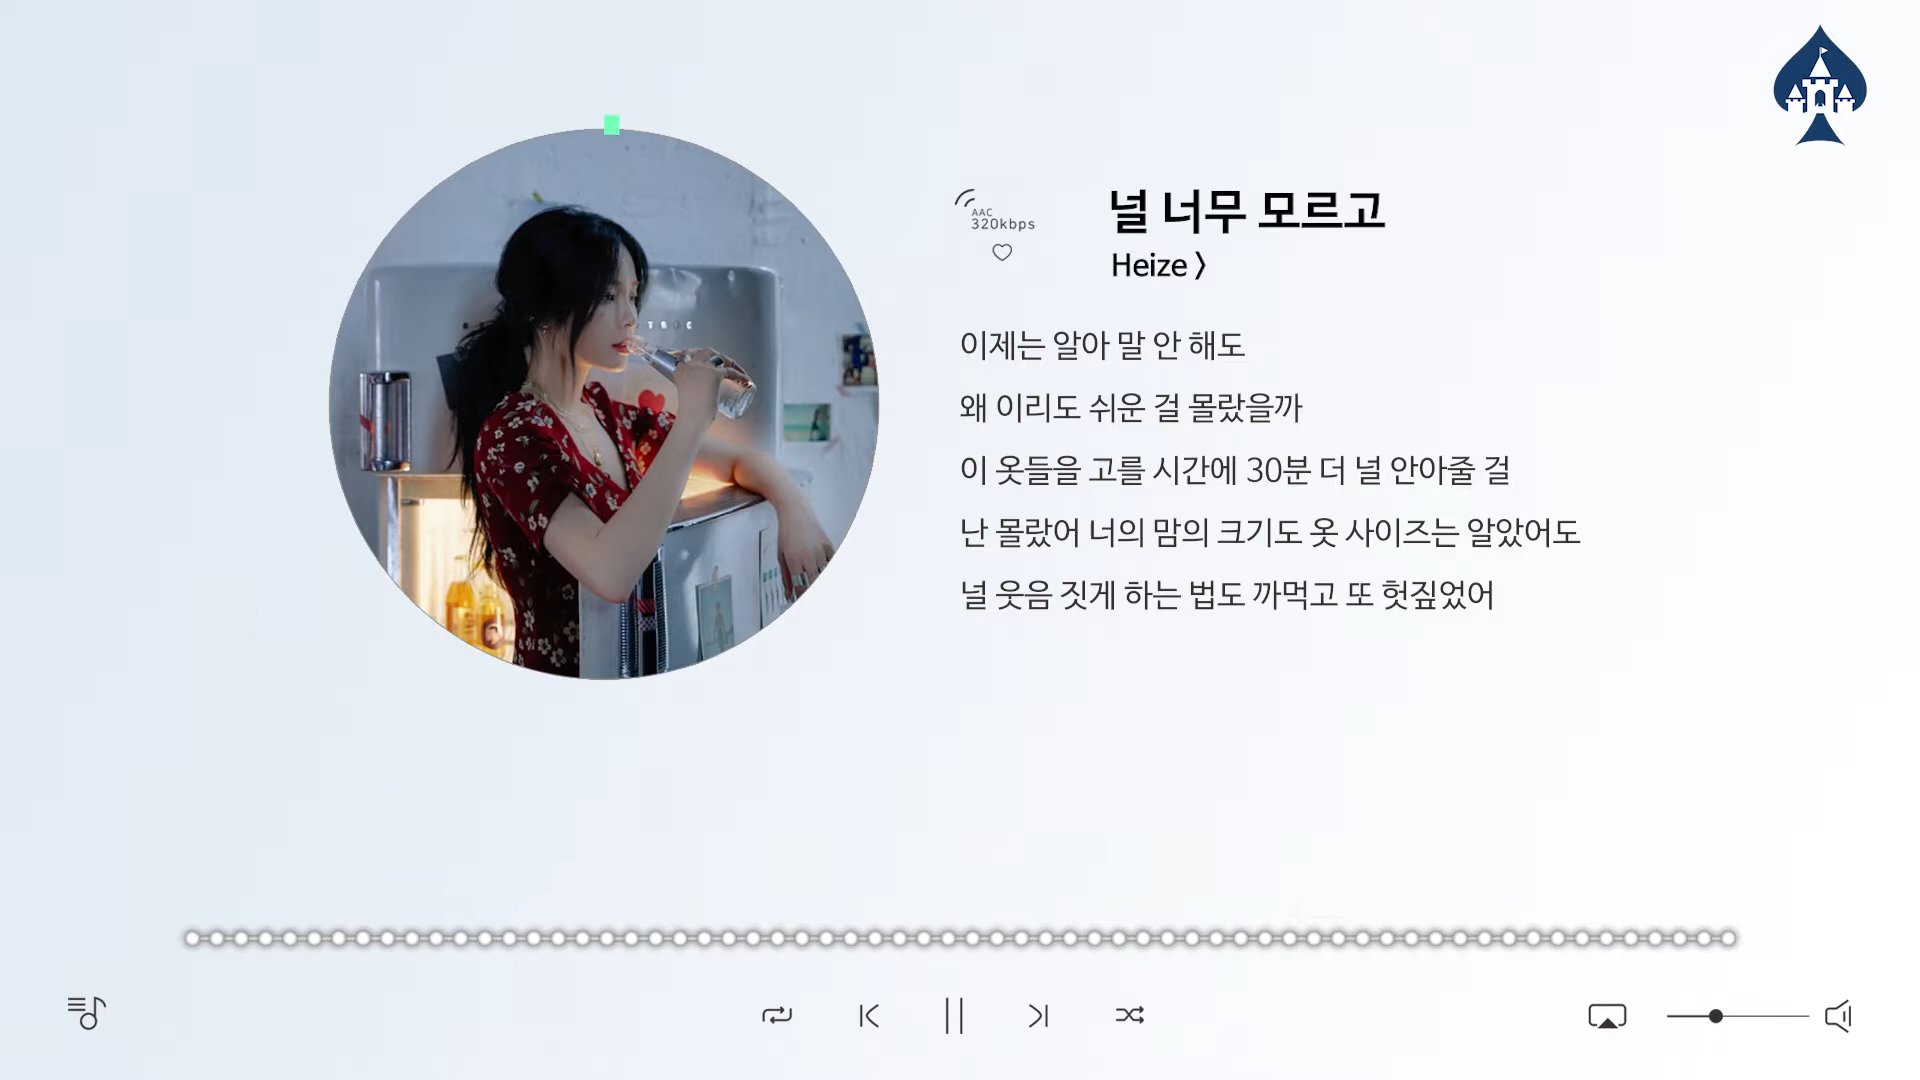 AAC
320kbps
널 너무 모르고
Heize 〉
이제는 알아 말 안 해도
왜 이리도 쉬운 걸 몰랐을까
이 옷들을 고를 시간에 30분 더 널 안아줄 걸
난 몰랐어 너의 맘의 크기도 옷 사이즈는 알았어도
널 웃음 짓게 하는 법도 까먹고 또 헛짚었어